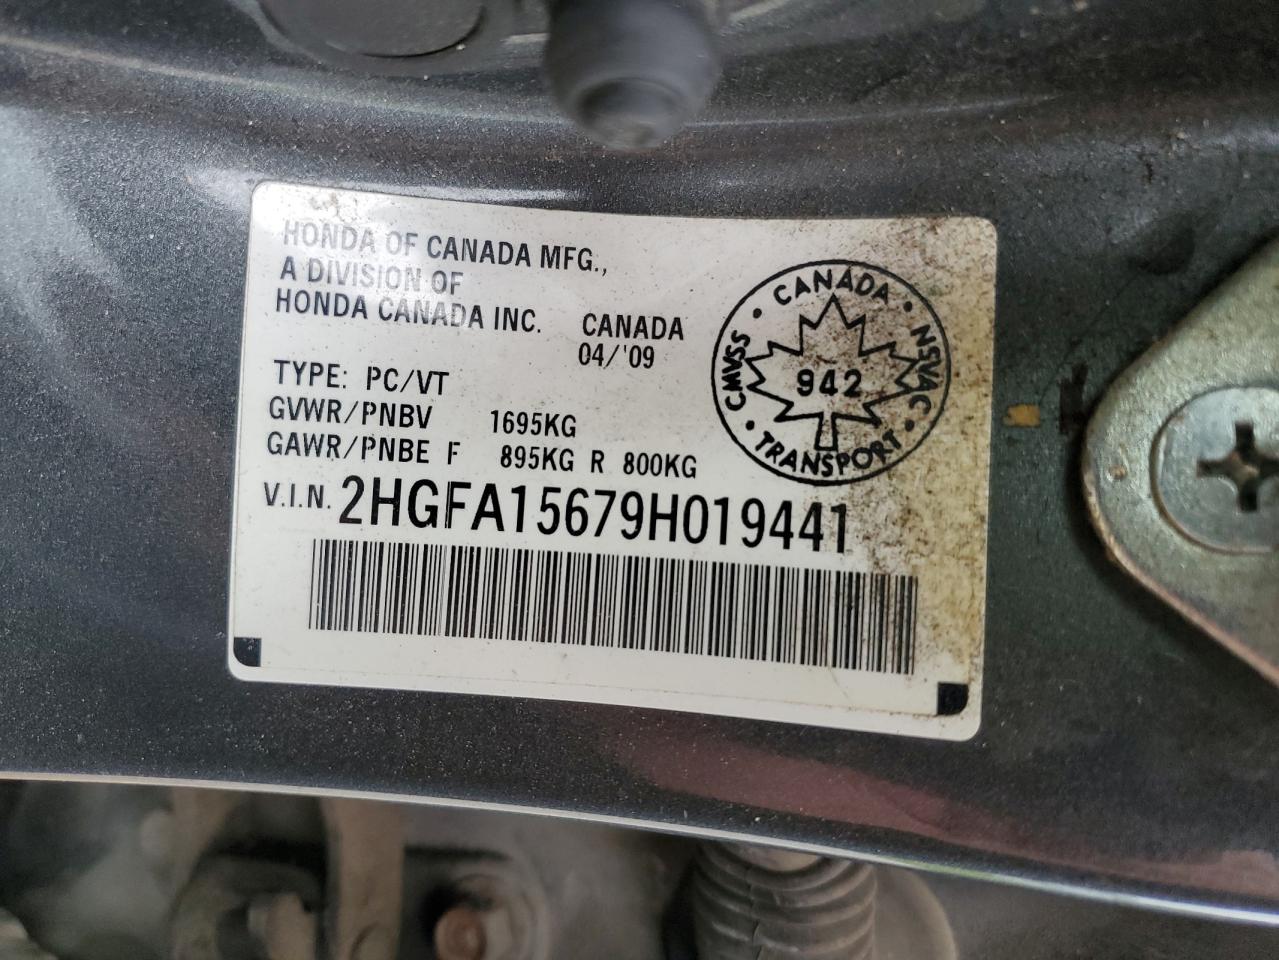 HONDA OF CANADA MFG.,
A DIVISION OF
HONDA CANADA INC.
CANADA
04/'09
TYPE: PC/VT
GVWR/PNBV 1695KG
GAWR/PNBE F 895KG R 800KG
V.I.N. 2HGFA15679H019441
CANADA • NSVAC • TRANSPORT • CMVSS •
942